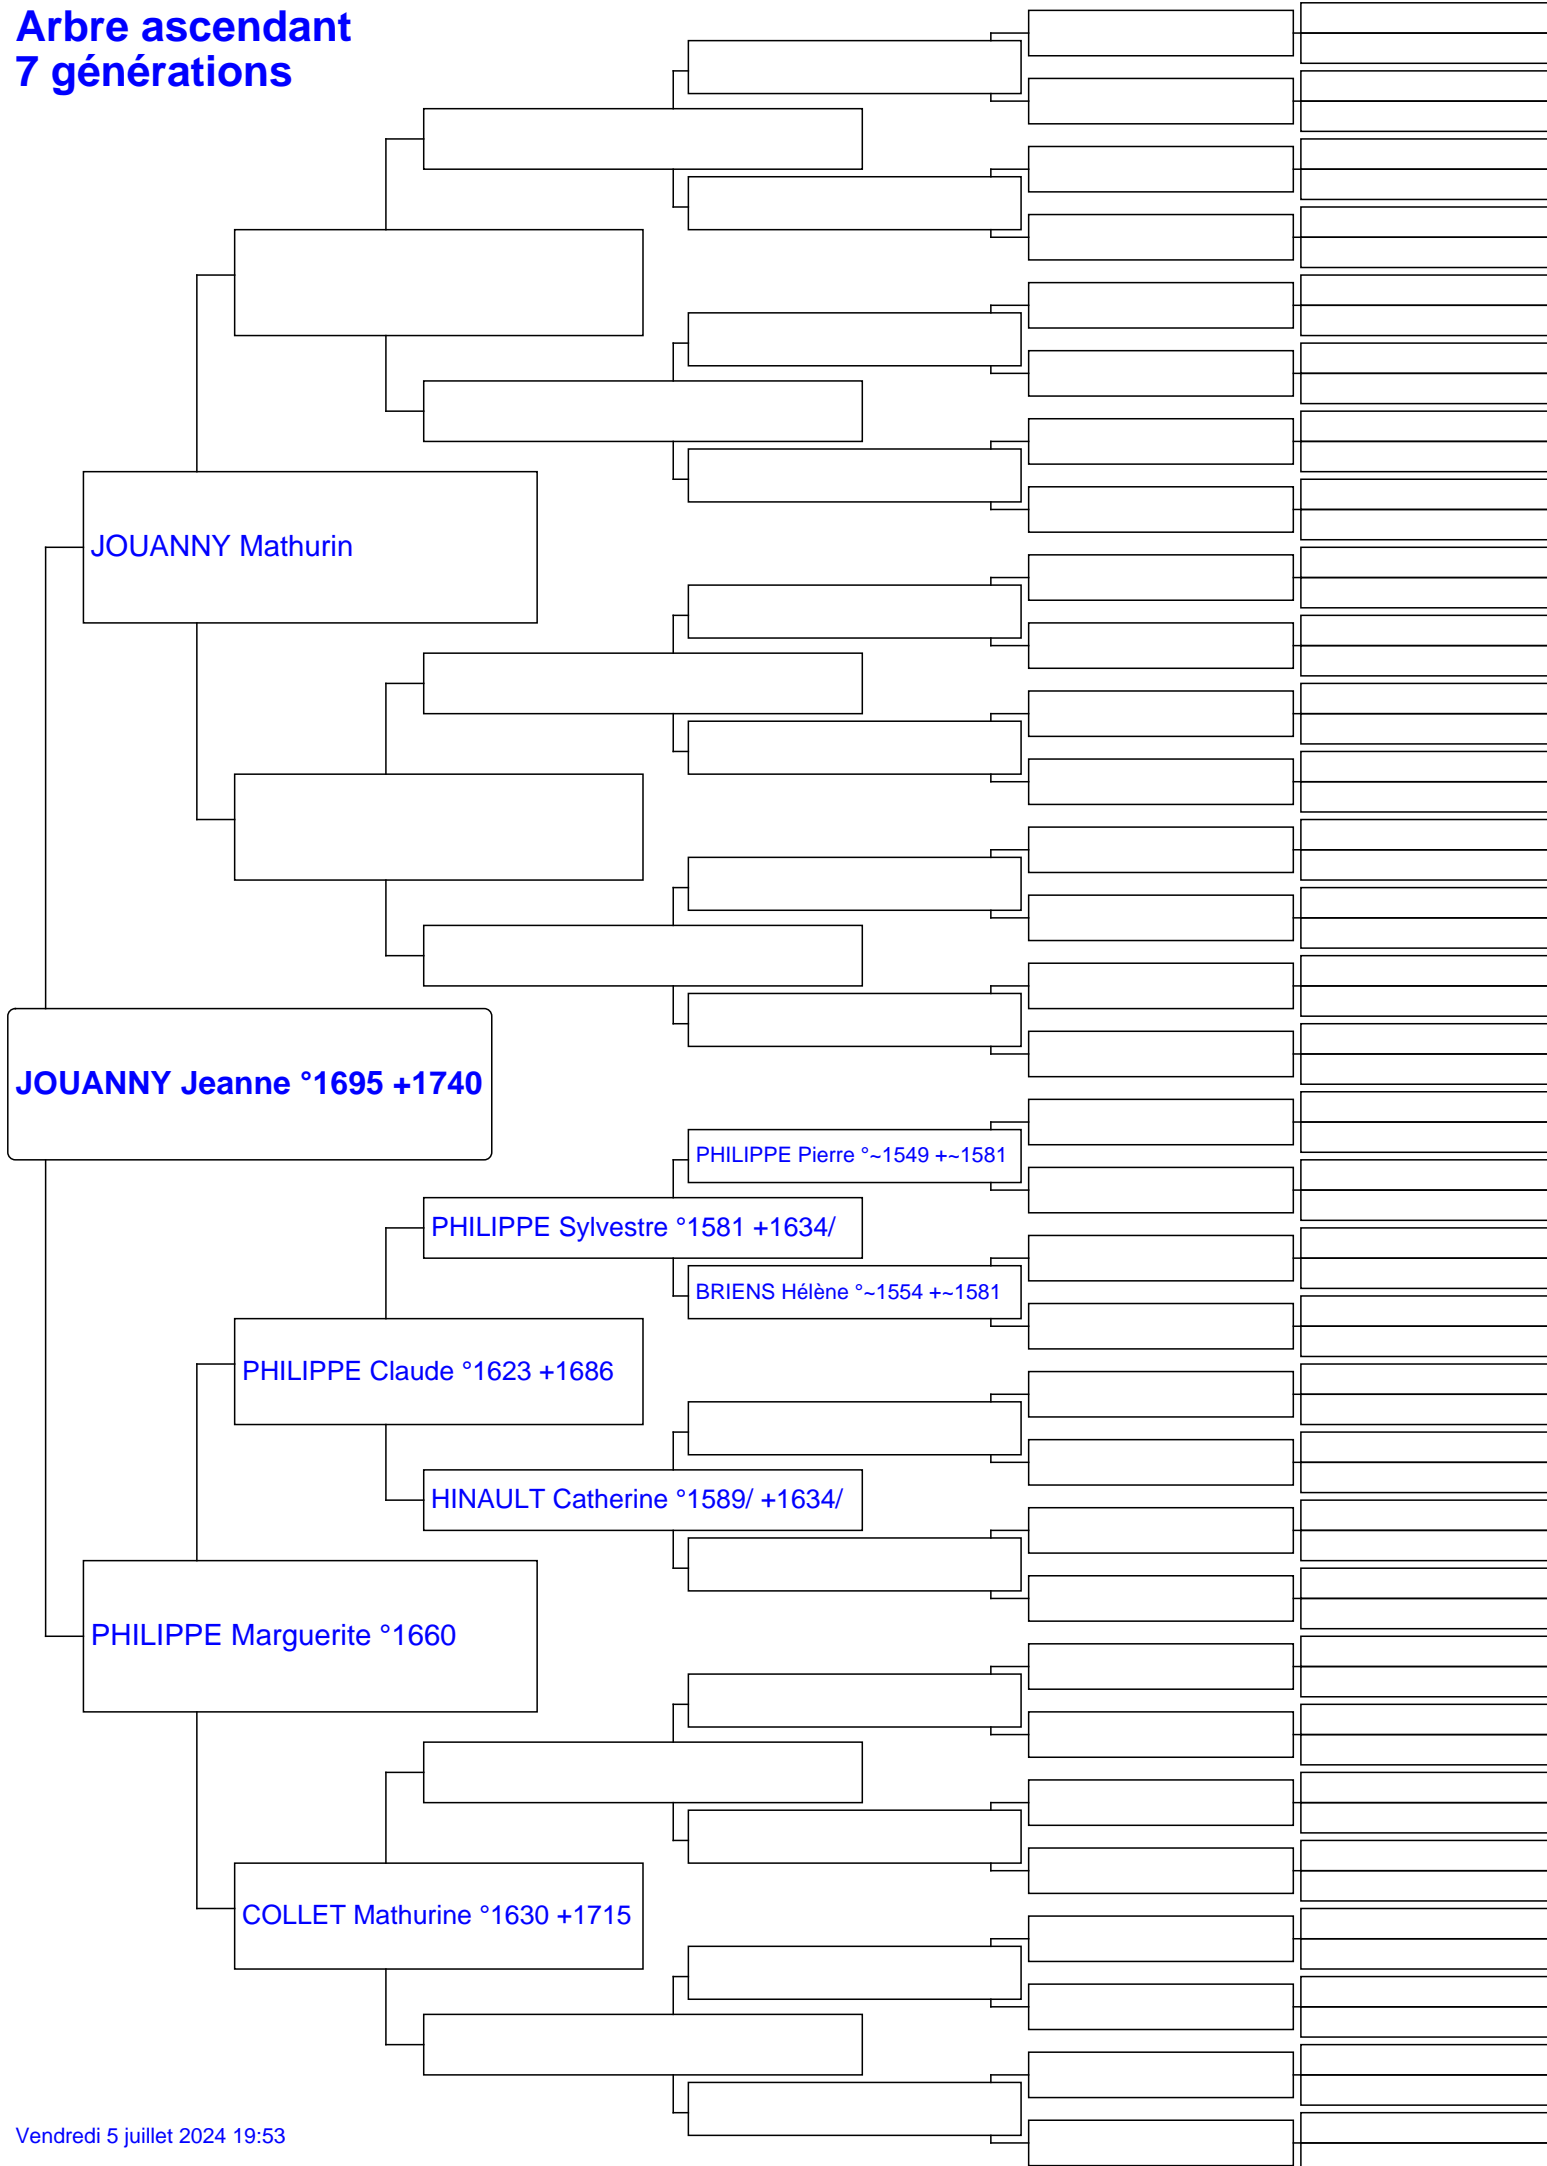 Arbre ascendant
7 générations
JOUANNY Mathurin
JOUANNY Jeanne °1695 +1740
PHILIPPE Pierre °~1549 +~1581
PHILIPPE Sylvestre °1581 +1634/
BRIENS Hélène °~1554 +~1581
PHILIPPE Claude °1623 +1686
HINAULT Catherine °1589/ +1634/
PHILIPPE Marguerite °1660
COLLET Mathurine °1630 +1715
Vendredi 5 juillet 2024 19:53